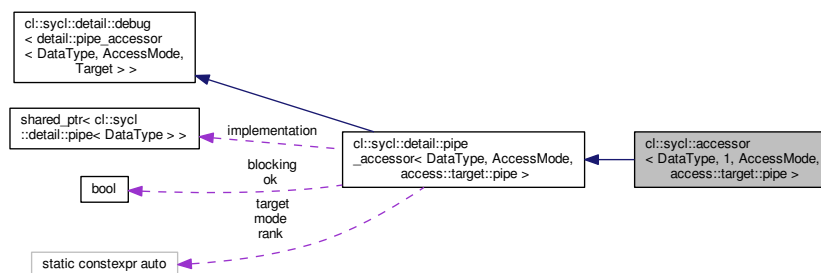 cl::sycl::detail::debug
< detail::pipe_accessor
< DataType, AccessMode,
Target > >
shared_ptr< cl::sycl
::detail::pipe< DataType > >
implementation
cl::sycl::detail::pipe
_accessor< DataType, AccessMode,
access::target::pipe >
cl::sycl::accessor
< DataType, 1, AccessMode,
access::target::pipe >
blocking
ok
bool
target
mode
rank
static constexpr auto